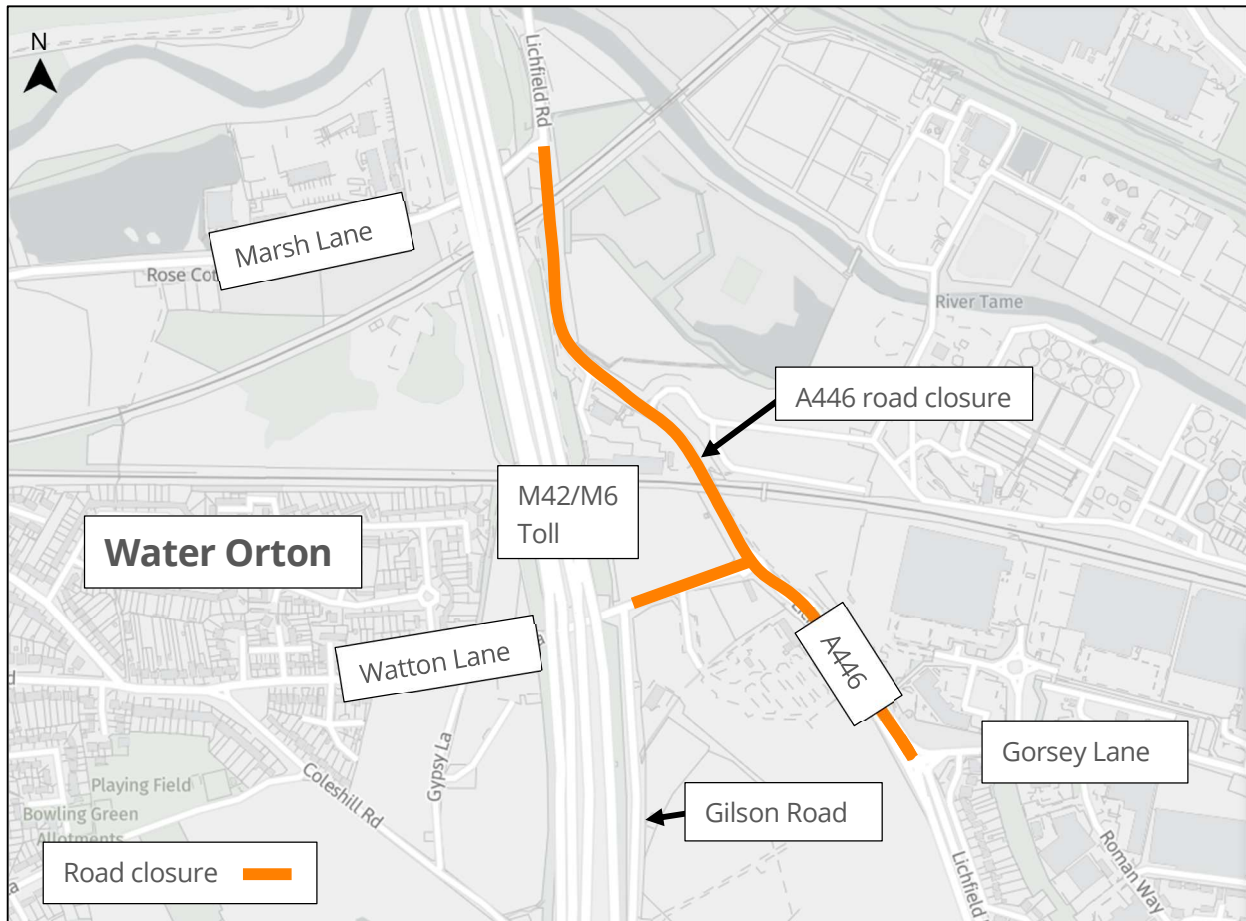 N
Lichfield Rd
Marsh Lane
Rose Cot
River Tame
A446 road closure
M42/M6
Toll
Water Orton
Watton Lane
A446
Gorsey Lane
Gypsy La
Coleshill Rd
Playing Field
Bowling Green
Allotments
Gilson Road
Lichfield
Roman Way
Road closure